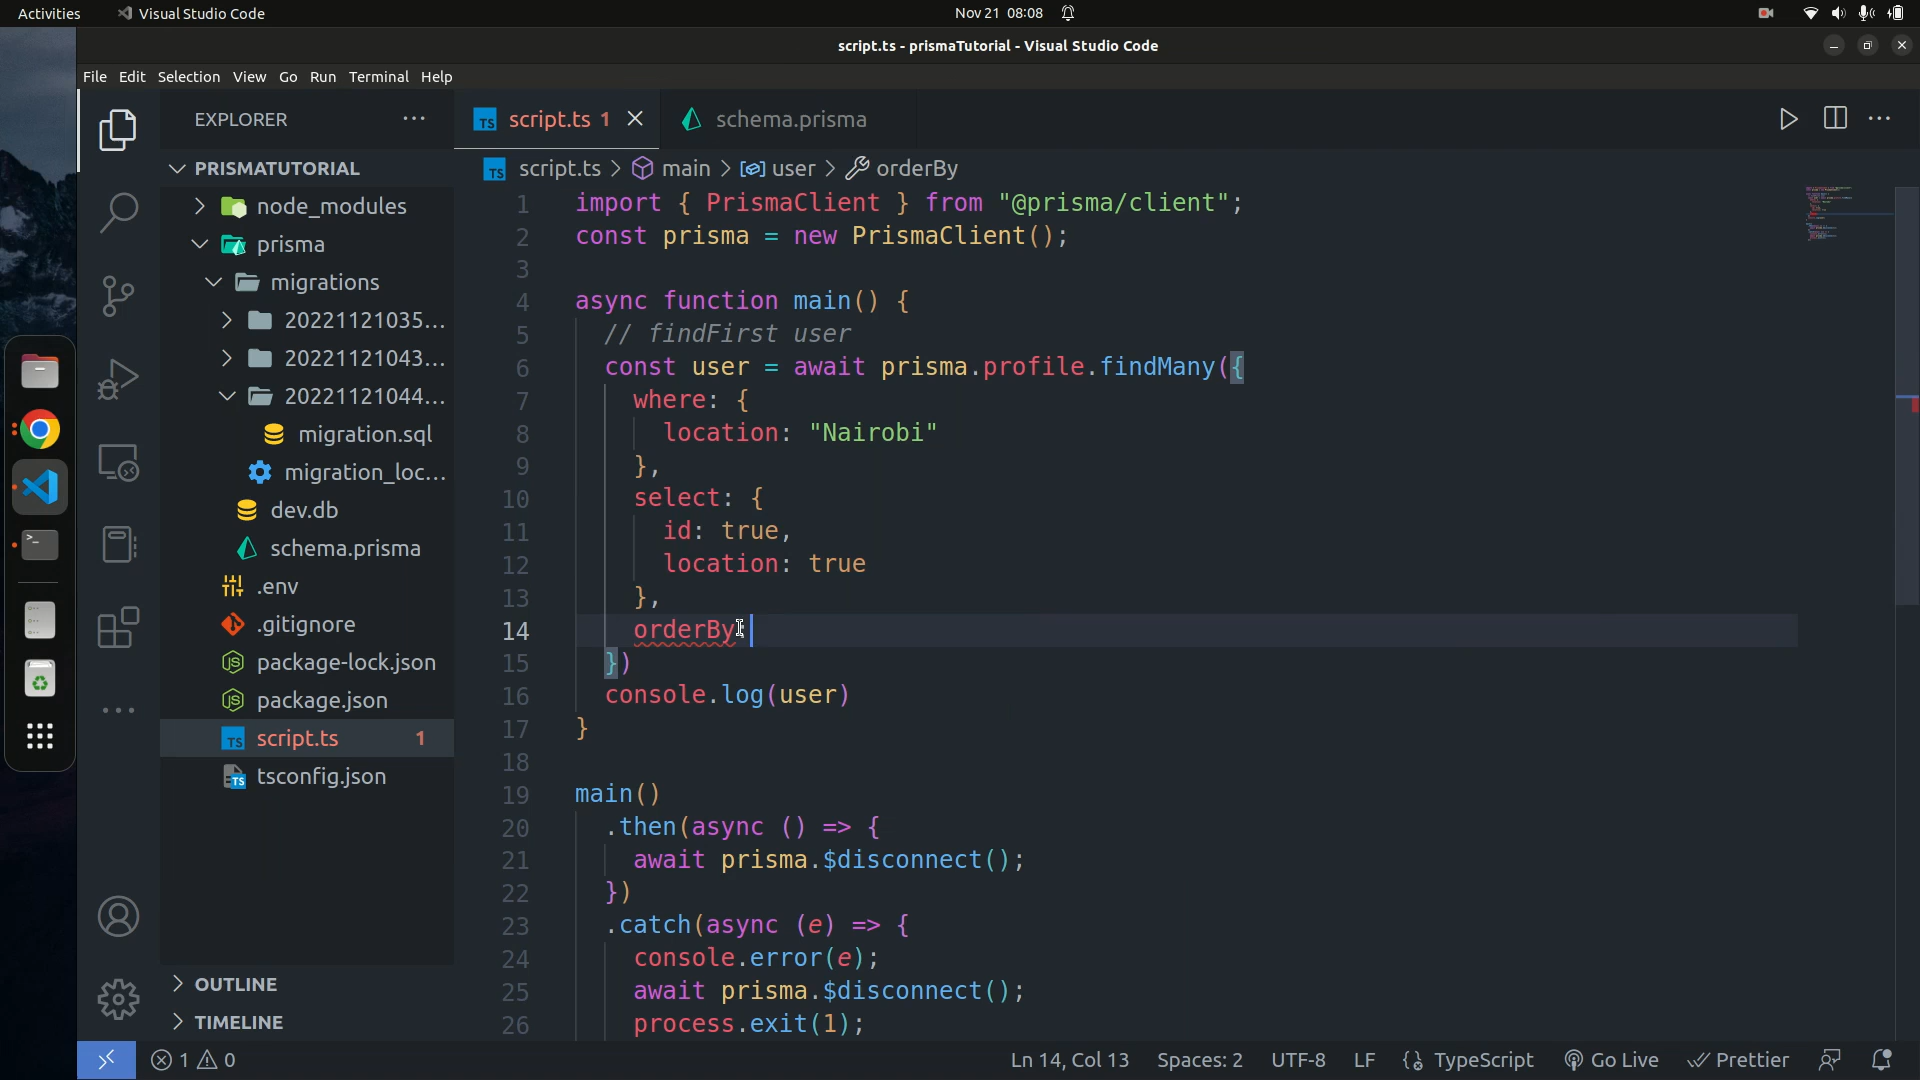 Activities
Visual Studio Code
Nov 21 08:08
script.ts - prismaTutorial - Visual Studio Code
File Edit Selection View Go Run Terminal Help
EXPLORER
PRISMATUTORIAL
node_modules
prisma
migrations
20221121035...
20221121043...
20221121044...
migration.sql
migration_loc...
dev.db
schema.prisma
.env
.gitignore
package-lock.json
package.json
script.ts 1
tsconfig.json
OUTLINE
TIMELINE
script.ts 1
schema.prisma
script.ts > main > user > orderBy
1 import { PrismaClient } from "@prisma/client";
2 const prisma = new PrismaClient();
3
4 async function main() {
5 // findFirst user
6 const user = await prisma.profile.findMany({
7 where: {
8 location: "Nairobi"
9 },
10 select: {
11 id: true,
12 location: true
13 },
14 orderBy:
15 })
16 console.log(user)
17 }
18
19 main()
20 .then(async () => {
21 await prisma.$disconnect();
22 })
23 .catch(async (e) => {
24 console.error(e);
25 await prisma.$disconnect();
26 process.exit(1);
1 0
Ln 14, Col 13 Spaces: 2 UTF-8 LF TypeScript Go Live Prettier